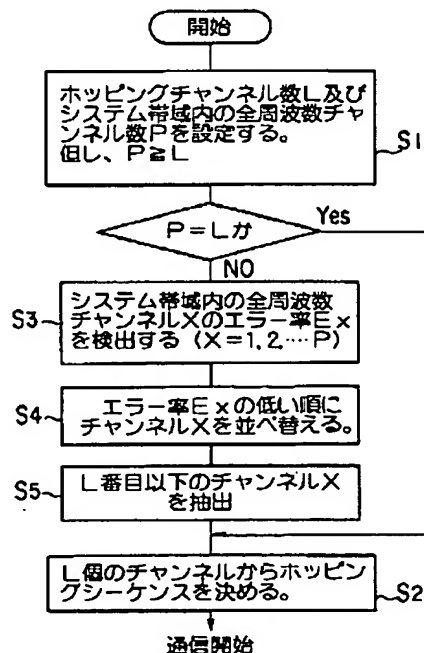 開始
ホッピングチャンネル数L及び
システム帯域内の全周波数チャ
ンネル数Pを設定する。
但し、P≧L
S1
P=Lか
Yes
NO
システム帯域内の全周波数
チャンネルXのエラー率Ex
を検出する (X=1,2,…P)
S3
エラー率Exの低い順に
チャンネルXを並べ替える。
S4
L番目以下のチャンネルX
を抽出
S5
L個のチャンネルからホッピン
グシーケンスを決める。
S2
通信開始